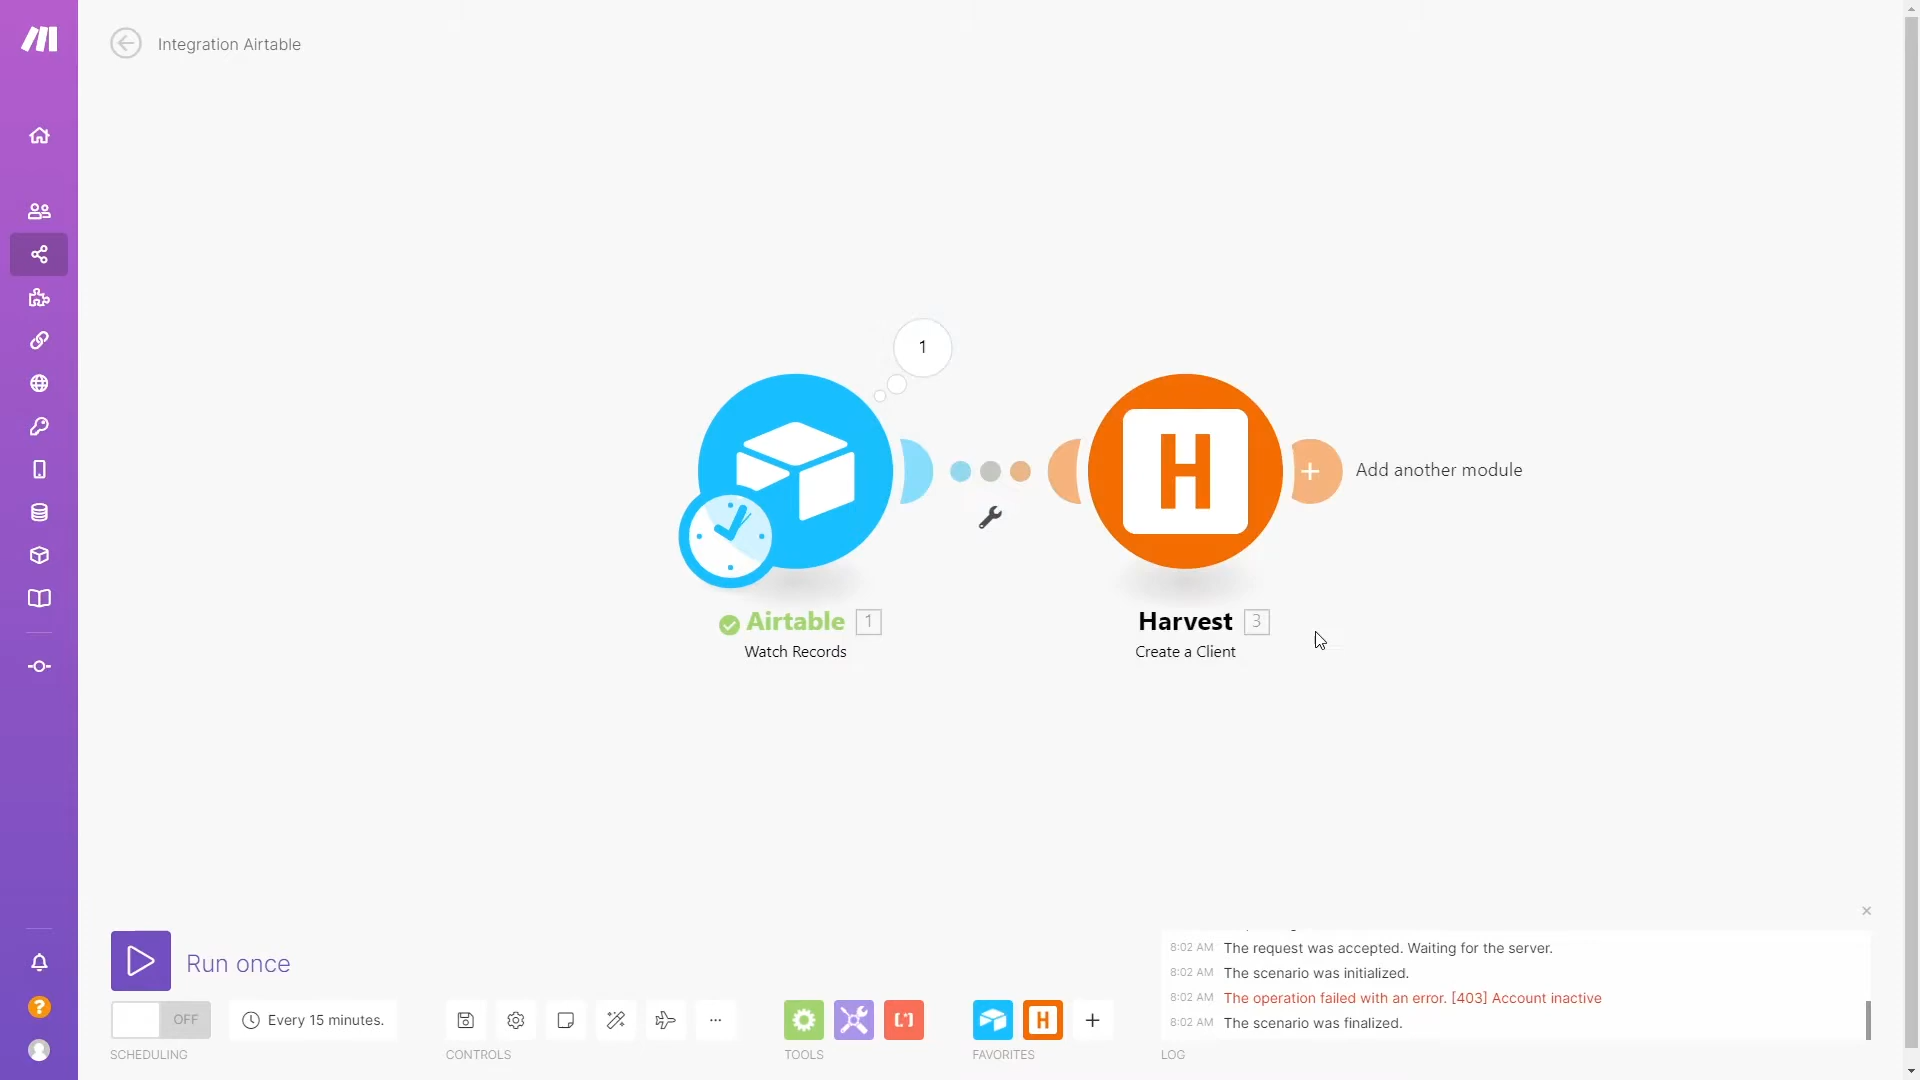 Integration Airtable
1
H
+ Add another module
Airtable 1
Watch Records
Harvest 3
Create a Client
Run once
8:02 AM The request was accepted. Waiting for the server.
8:02 AM The scenario was initialized.
8:02 AM The operation failed with an error. [403] Account inactive
8:02 AM The scenario was finalized.
OFF
Every 15 minutes.
SCHEDULING
CONTROLS
TOOLS
FAVORITES
LOG